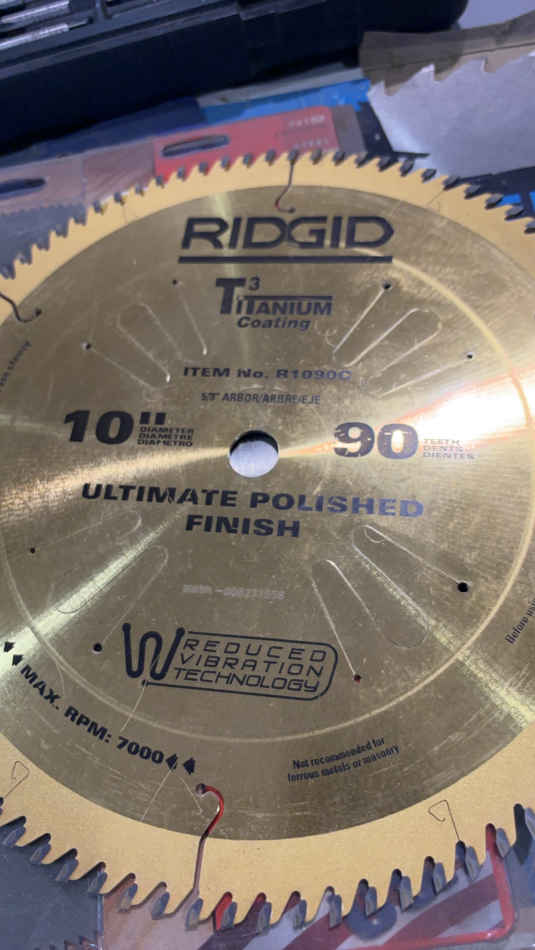 RIDGID
T3 TITANIUM
Coating
ITEM No. R1090C
5/8" ARBOR/ARBRE/EJE
10"
DIAMETER
DIAMÈTRE
DIÁMETRO
90
TEETH
DENTS
DIENTES
ULTIMATE POLISHED
FINISH
REDUCED
VIBRATION
TECHNOLOGY
MAX. RPM: 7000
Not recommended for
ferrous metals or masonry
Before